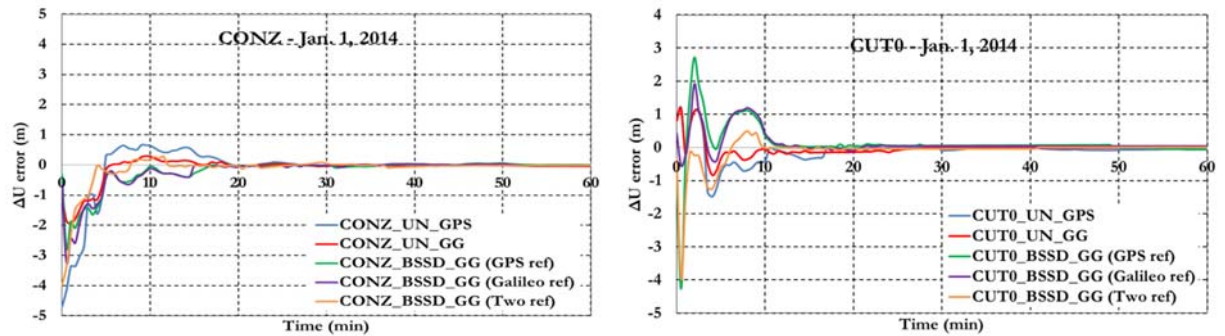 CONZ - Jan. 1, 2014
ΔU error (m)
5
4
3
2
1
0
-1
-2
-3
-4
-5
0
10
20
30
40
50
60
CONZ_UN_GPS
CONZ_UN_GG
CONZ_BSSD_GG (GPS ref)
CONZ_BSSD_GG (Galileo ref)
CONZ_BSSD_GG (Two ref)
Time (min)
CUT0 - Jan. 1, 2014
ΔU error (m)
4
3
2
1
0
-1
-2
-3
-4
-5
0
10
20
30
40
50
60
CUT0_UN_GPS
CUT0_UN_GG
CUT0_BSSD_GG (GPS ref)
CUT0_BSSD_GG (Galileo ref)
CUT0_BSSD_GG (Two ref)
Time (min)